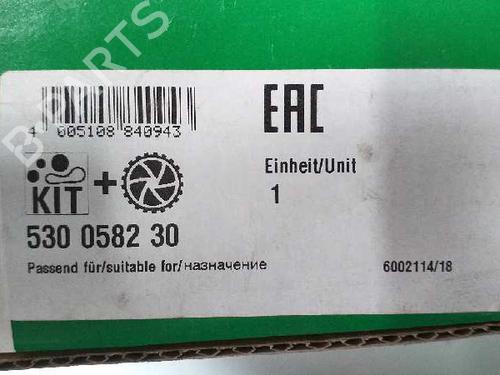 B-PARTS
EAC
4 005108 840943
KIT +
Einheit/Unit
1
530 0582 30
Passend für/suitable for/назначение
6002114/18